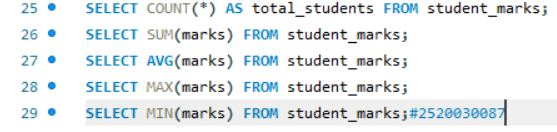 25 SELECT COUNT(*) AS total_students FROM student_marks;
26 SELECT SUM(marks) FROM student_marks;
27 SELECT AVG(marks) FROM student_marks;
28 SELECT MAX(marks) FROM student_marks;
29 SELECT MIN(marks) FROM student_marks;#2520030087